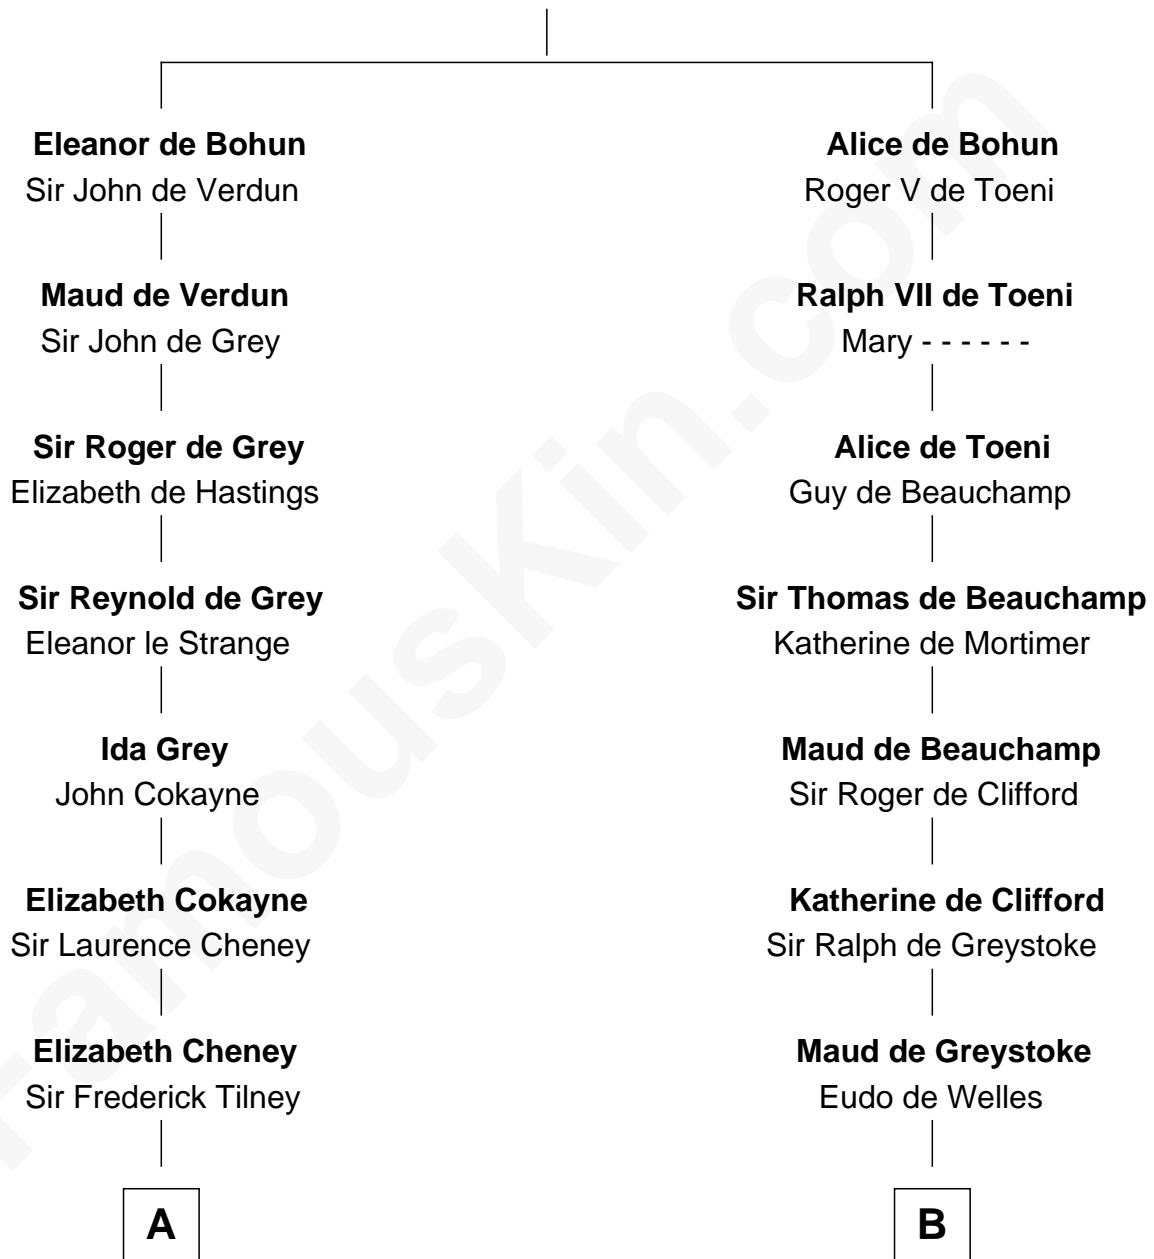 Eleanor de Bohun
Sir John de Verdun
Maud de Verdun
Sir John de Grey
Sir Roger de Grey
Elizabeth de Hastings
Sir Reynold de Grey
Eleanor le Strange
Ida Grey
John Cokayne
Elizabeth Cokayne
Sir Laurence Cheney
Elizabeth Cheney
Sir Frederick Tilney
A
Alice de Bohun
Roger V de Toeni
Ralph VII de Toeni
Mary - - - - - -
Alice de Toeni
Guy de Beauchamp
Sir Thomas de Beauchamp
Katherine de Mortimer
Maud de Beauchamp
Sir Roger de Clifford
Katherine de Clifford
Sir Ralph de Greystoke
Maud de Greystoke
Eudo de Welles
B
FamousKin.com